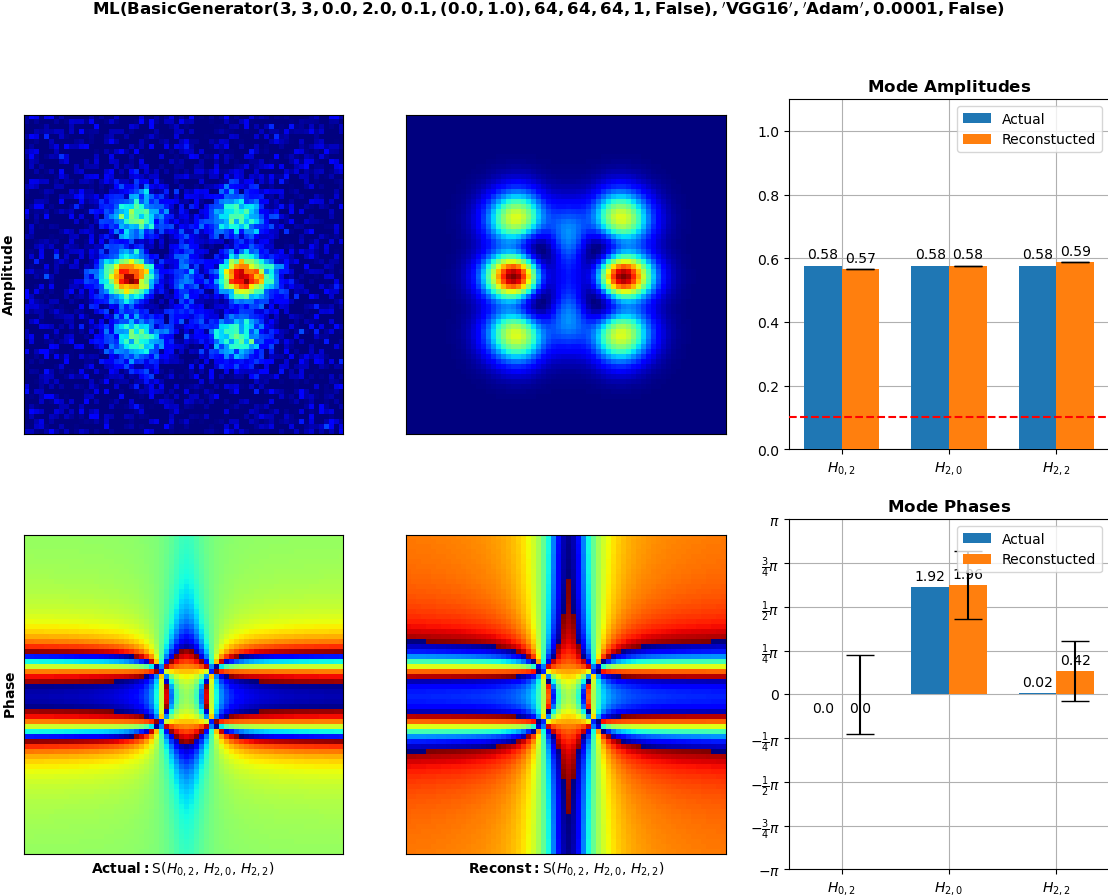 ML(BasicGenerator(3, 3, 0.0, 2.0, 0.1, (0.0, 1.0), 64, 64, 64, 1, False), ′VGG16′, ′Adam′, 0.0001, False)
Amplitude
Mode Amplitudes
Actual
Reconstucted
1.0
0.8
0.6
0.4
0.2
0.0
0.58 0.57 0.58 0.58 0.58 0.59
H0, 2 H2, 0 H2, 2
Phase
Actual: S(H0, 2, H2, 0, H2, 2)
Reconst: S(H0, 2, H2, 0, H2, 2)
Mode Phases
Actual
Reconstucted
π
3/4π
1/2π
1/4π
0
−1/4π
−1/2π
−3/4π
−π
0.0 0.0 1.92 1.96 0.02 0.42
H0, 2 H2, 0 H2, 2